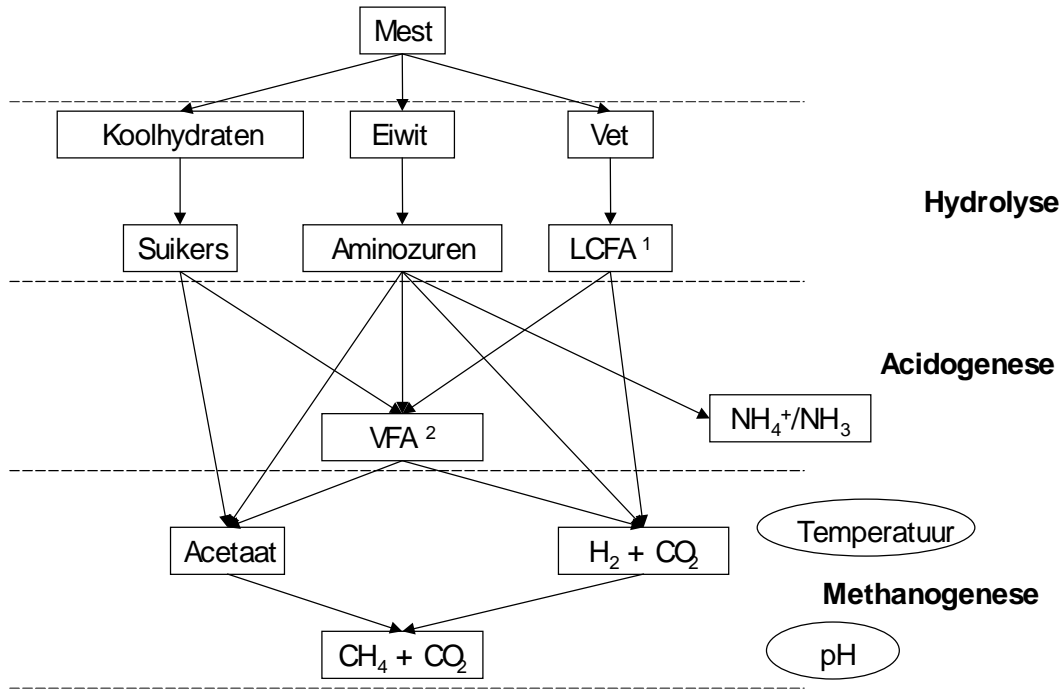 Mest
Koolhydraten
Eiwit
Vet
Hydrolyse
Suikers
Aminozuren
LCFA ¹
Acidogenese
NH₄⁺/NH₃
VFA ²
Temperatuur
Acetaat
H₂ + CO₂
Methanogenese
CH₄ + CO₂
pH